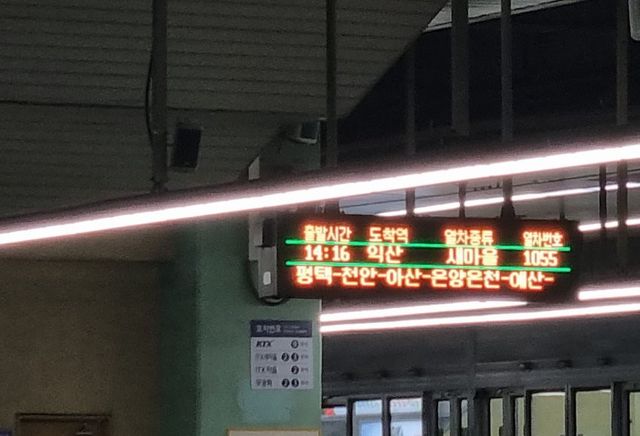 출발시간 도착역 열차종류 열차번호
14:16 익산 새마을 1055
평택-천안-아산-온양온천-예산-
KTX